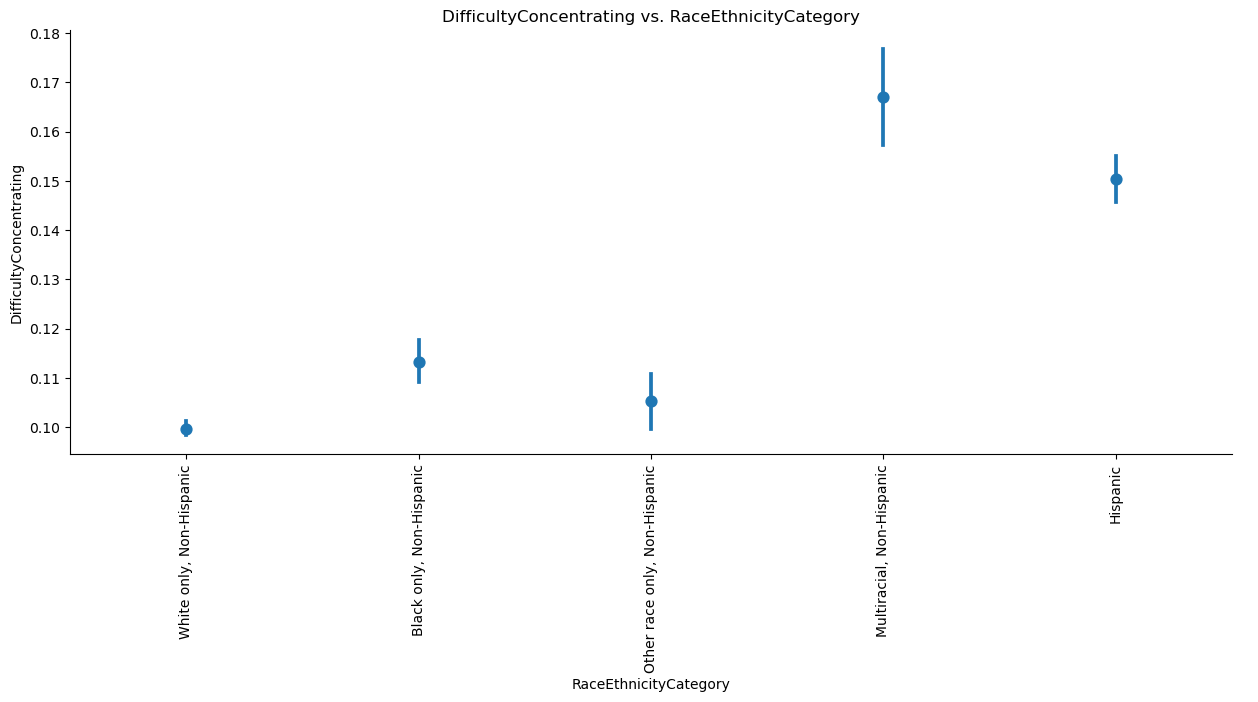 DifficultyConcentrating vs. RaceEthnicityCategory
DifficultyConcentrating
0.18
0.17
0.16
0.15
0.14
0.13
0.12
0.11
0.10
White only, Non-Hispanic
Black only, Non-Hispanic
Other race only, Non-Hispanic
Multiracial, Non-Hispanic
Hispanic
RaceEthnicityCategory